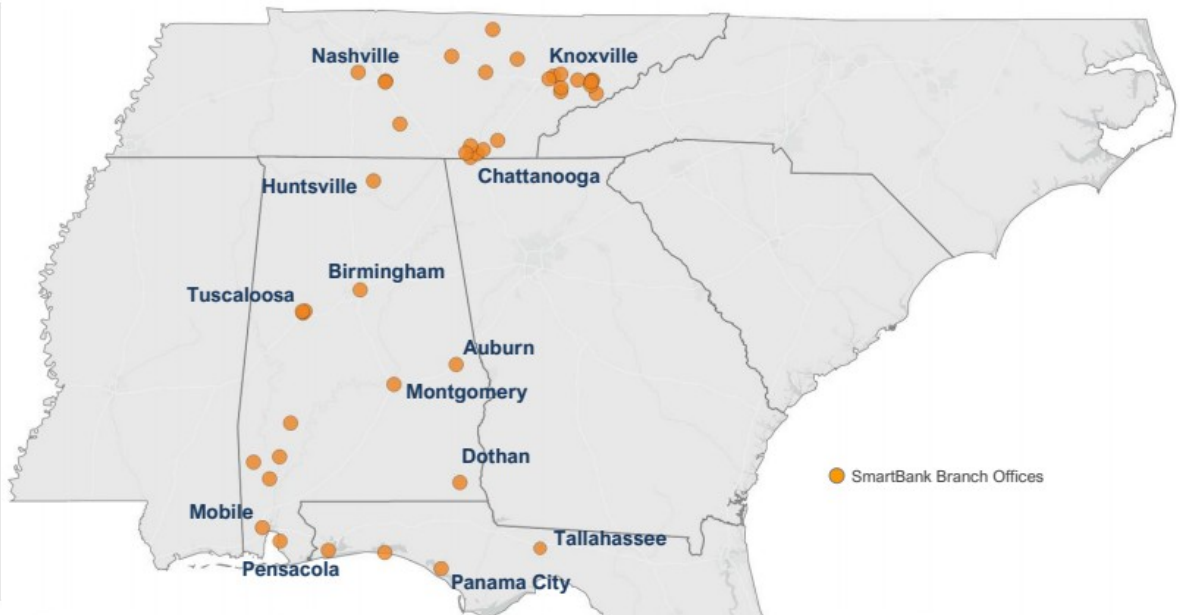 Nashville
Knoxville
Chattanooga
Huntsville
Birmingham
Tuscaloosa
Auburn
Montgomery
Dothan
SmartBank Branch Offices
Mobile
Tallahassee
Pensacola
Panama City